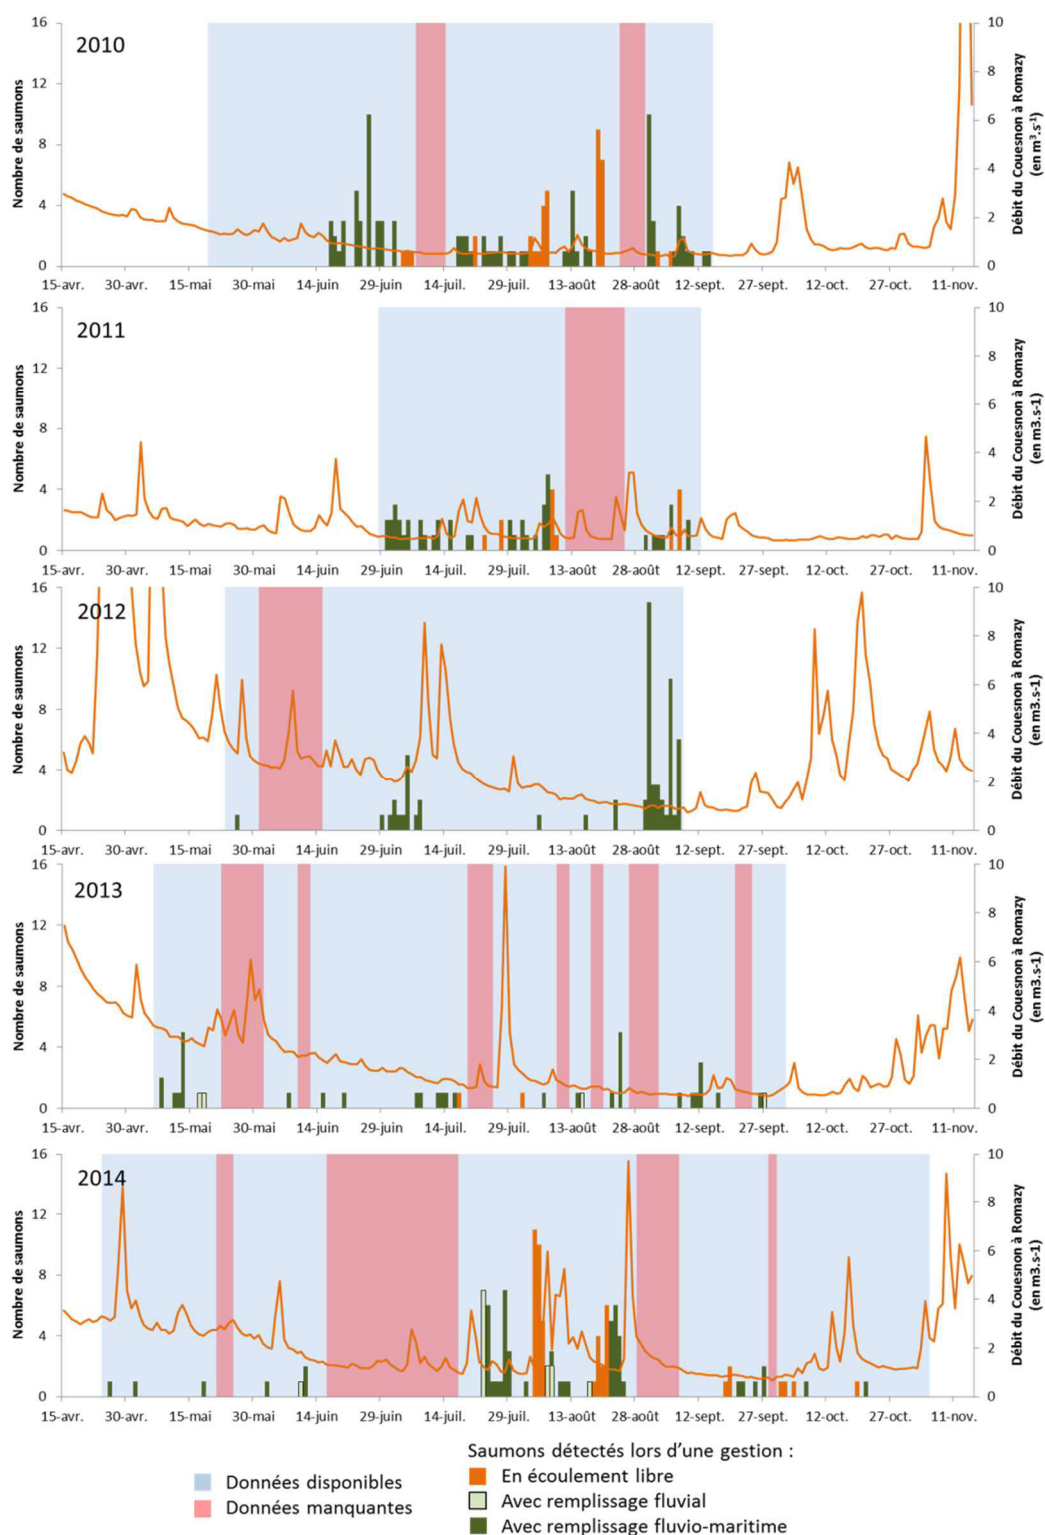 2010
Nombre de saumons
16
12
8
4
0
10
8
6
4
2
0
Débit du Couesnon à Romazy
(en m³.s⁻¹)
15-avr. 30-avr. 15-mai 30-mai 14-juin 29-juin 14-juil. 29-juil. 13-août 28-août 12-sept. 27-sept. 12-oct. 27-oct. 11-nov.
2011
Nombre de saumons
16
12
8
4
0
10
8
6
4
2
0
Débit du Couesnon à Romazy
(en m3.s-1)
15-avr. 30-avr. 15-mai 30-mai 14-juin 29-juin 14-juil. 29-juil. 13-août 28-août 12-sept. 27-sept. 12-oct. 27-oct. 11-nov.
2012
Nombre de saumons
16
12
8
4
0
10
8
6
4
2
0
Débit du Couesnon à Romazy
(en m3.s-1)
15-avr. 30-avr. 15-mai 30-mai 14-juin 29-juin 14-juil. 29-juil. 13-août 28-août 12-sept. 27-sept. 12-oct. 27-oct. 11-nov.
2013
Nombre de saumons
16
12
8
4
0
10
8
6
4
2
0
Débit du Couesnon à Romazy
(en m3.s-1)
15-avr. 30-avr. 15-mai 30-mai 14-juin 29-juin 14-juil. 29-juil. 13-août 28-août 12-sept. 27-sept. 12-oct. 27-oct. 11-nov.
2014
Nombre de saumons
16
12
8
4
0
10
8
6
4
2
0
Débit du Couesnon à Romazy
(en m3.s-1)
15-avr. 30-avr. 15-mai 30-mai 14-juin 29-juin 14-juil. 29-juil. 13-août 28-août 12-sept. 27-sept. 12-oct. 27-oct. 11-nov.
Données disponibles
Données manquantes
Saumons détectés lors d'une gestion :
En écoulement libre
Avec remplissage fluvial
Avec remplissage fluvio-maritime